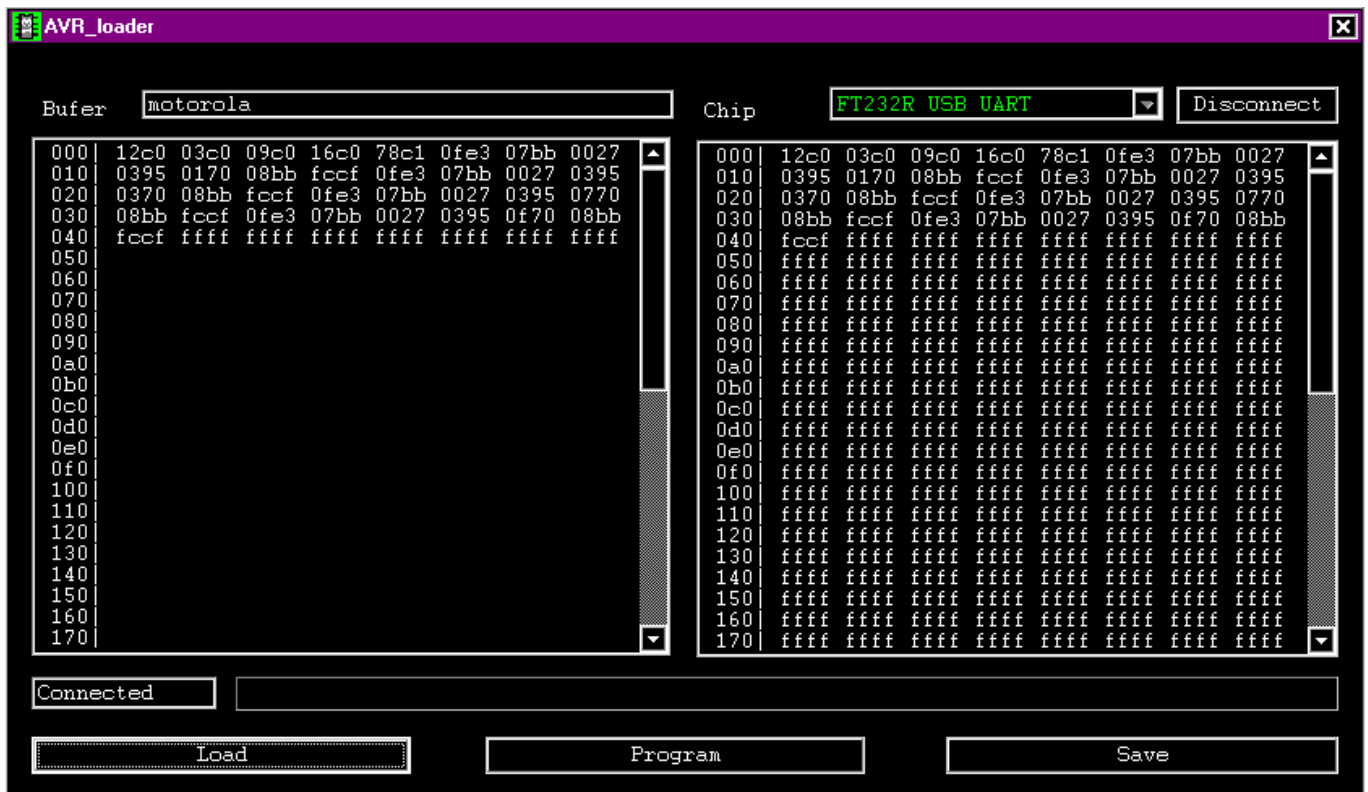 AVR_loader
Bufer motorola
Chip FT232R USB UART Disconnect
000| 12c0 03c0 09c0 16c0 78c1 0fe3 07bb 0027
010| 0395 0170 08bb fccf 0fe3 07bb 0027 0395
020| 0370 08bb fccf 0fe3 07bb 0027 0395 0770
030| 08bb fccf 0fe3 07bb 0027 0395 0f70 08bb
040| fccf ffff ffff ffff ffff ffff ffff ffff
050|
060|
070|
080|
090|
0a0|
0b0|
0c0|
0d0|
0e0|
0f0|
100|
110|
120|
130|
140|
150|
160|
170|
000| 12c0 03c0 09c0 16c0 78c1 0fe3 07bb 0027
010| 0395 0170 08bb fccf 0fe3 07bb 0027 0395
020| 0370 08bb fccf 0fe3 07bb 0027 0395 0770
030| 08bb fccf 0fe3 07bb 0027 0395 0f70 08bb
040| fccf ffff ffff ffff ffff ffff ffff ffff
050| ffff ffff ffff ffff ffff ffff ffff ffff
060| ffff ffff ffff ffff ffff ffff ffff ffff
070| ffff ffff ffff ffff ffff ffff ffff ffff
080| ffff ffff ffff ffff ffff ffff ffff ffff
090| ffff ffff ffff ffff ffff ffff ffff ffff
0a0| ffff ffff ffff ffff ffff ffff ffff ffff
0b0| ffff ffff ffff ffff ffff ffff ffff ffff
0c0| ffff ffff ffff ffff ffff ffff ffff ffff
0d0| ffff ffff ffff ffff ffff ffff ffff ffff
0e0| ffff ffff ffff ffff ffff ffff ffff ffff
0f0| ffff ffff ffff ffff ffff ffff ffff ffff
100| ffff ffff ffff ffff ffff ffff ffff ffff
110| ffff ffff ffff ffff ffff ffff ffff ffff
120| ffff ffff ffff ffff ffff ffff ffff ffff
130| ffff ffff ffff ffff ffff ffff ffff ffff
140| ffff ffff ffff ffff ffff ffff ffff ffff
150| ffff ffff ffff ffff ffff ffff ffff ffff
160| ffff ffff ffff ffff ffff ffff ffff ffff
170| ffff ffff ffff ffff ffff ffff ffff ffff
Connected
Load Program Save